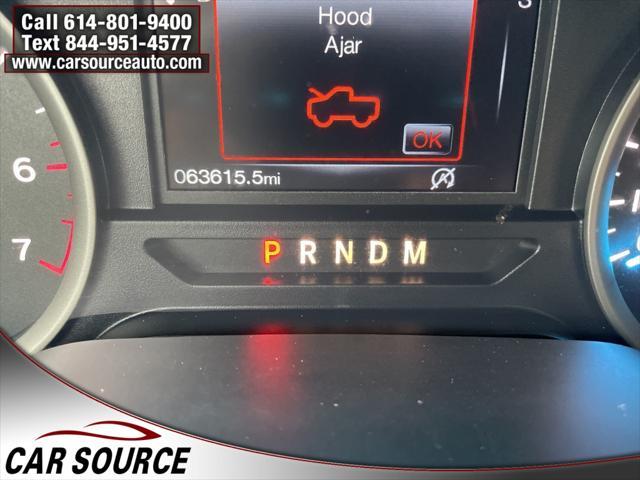 Call 614-801-9400
Text 844-951-4577
www.carsourceauto.com
Hood
Ajar
OK
063615.5mi
6
7
P R N D M
CAR SOURCE